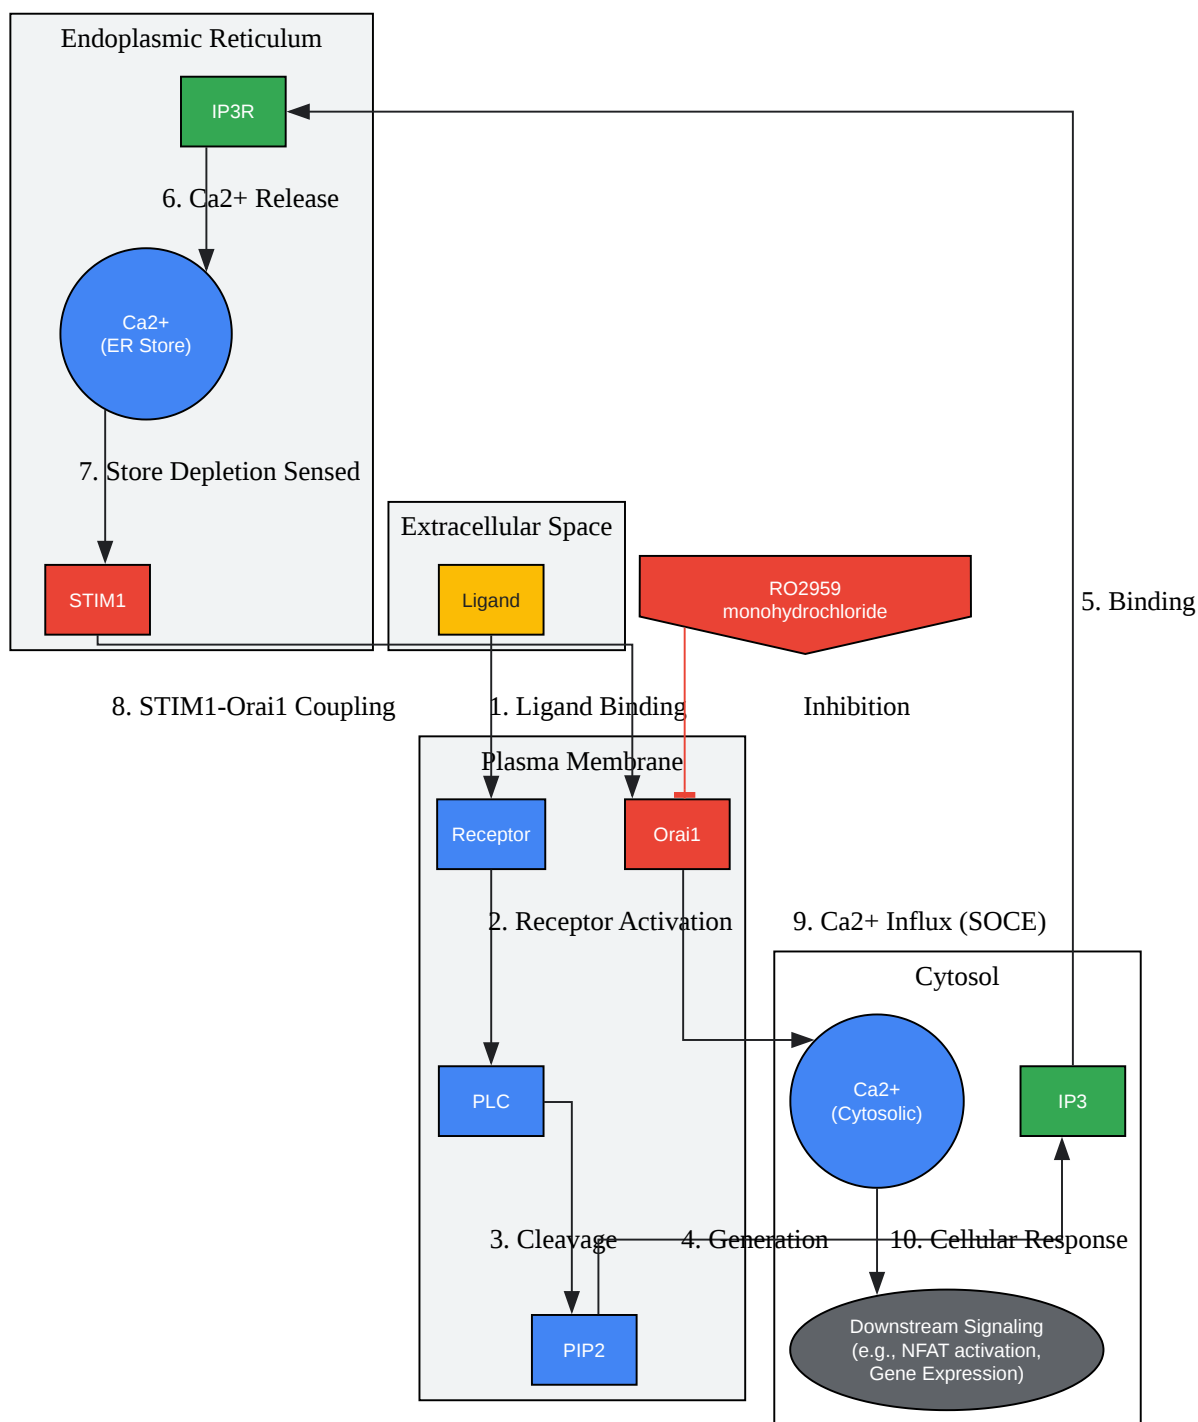 Endoplasmic Reticulum
IP3R
6. Ca2+ Release
Ca2+
(ER Store)
7. Store Depletion Sensed
Extracellular Space
STIM1
Ligand
RO2959
monohydrochloride
5. Binding
8. STIM1-Orai1 Coupling
1. Ligand Binding
Inhibition
Plasma Membrane
Receptor
Orai1
2. Receptor Activation
9. Ca2+ Influx (SOCE)
Cytosol
PLC
Ca2+
(Cytosolic)
IP3
3. Cleavage
4. Generation
10. Cellular Response
PIP2
Downstream Signaling
(e.g., NFAT activation,
Gene Expression)